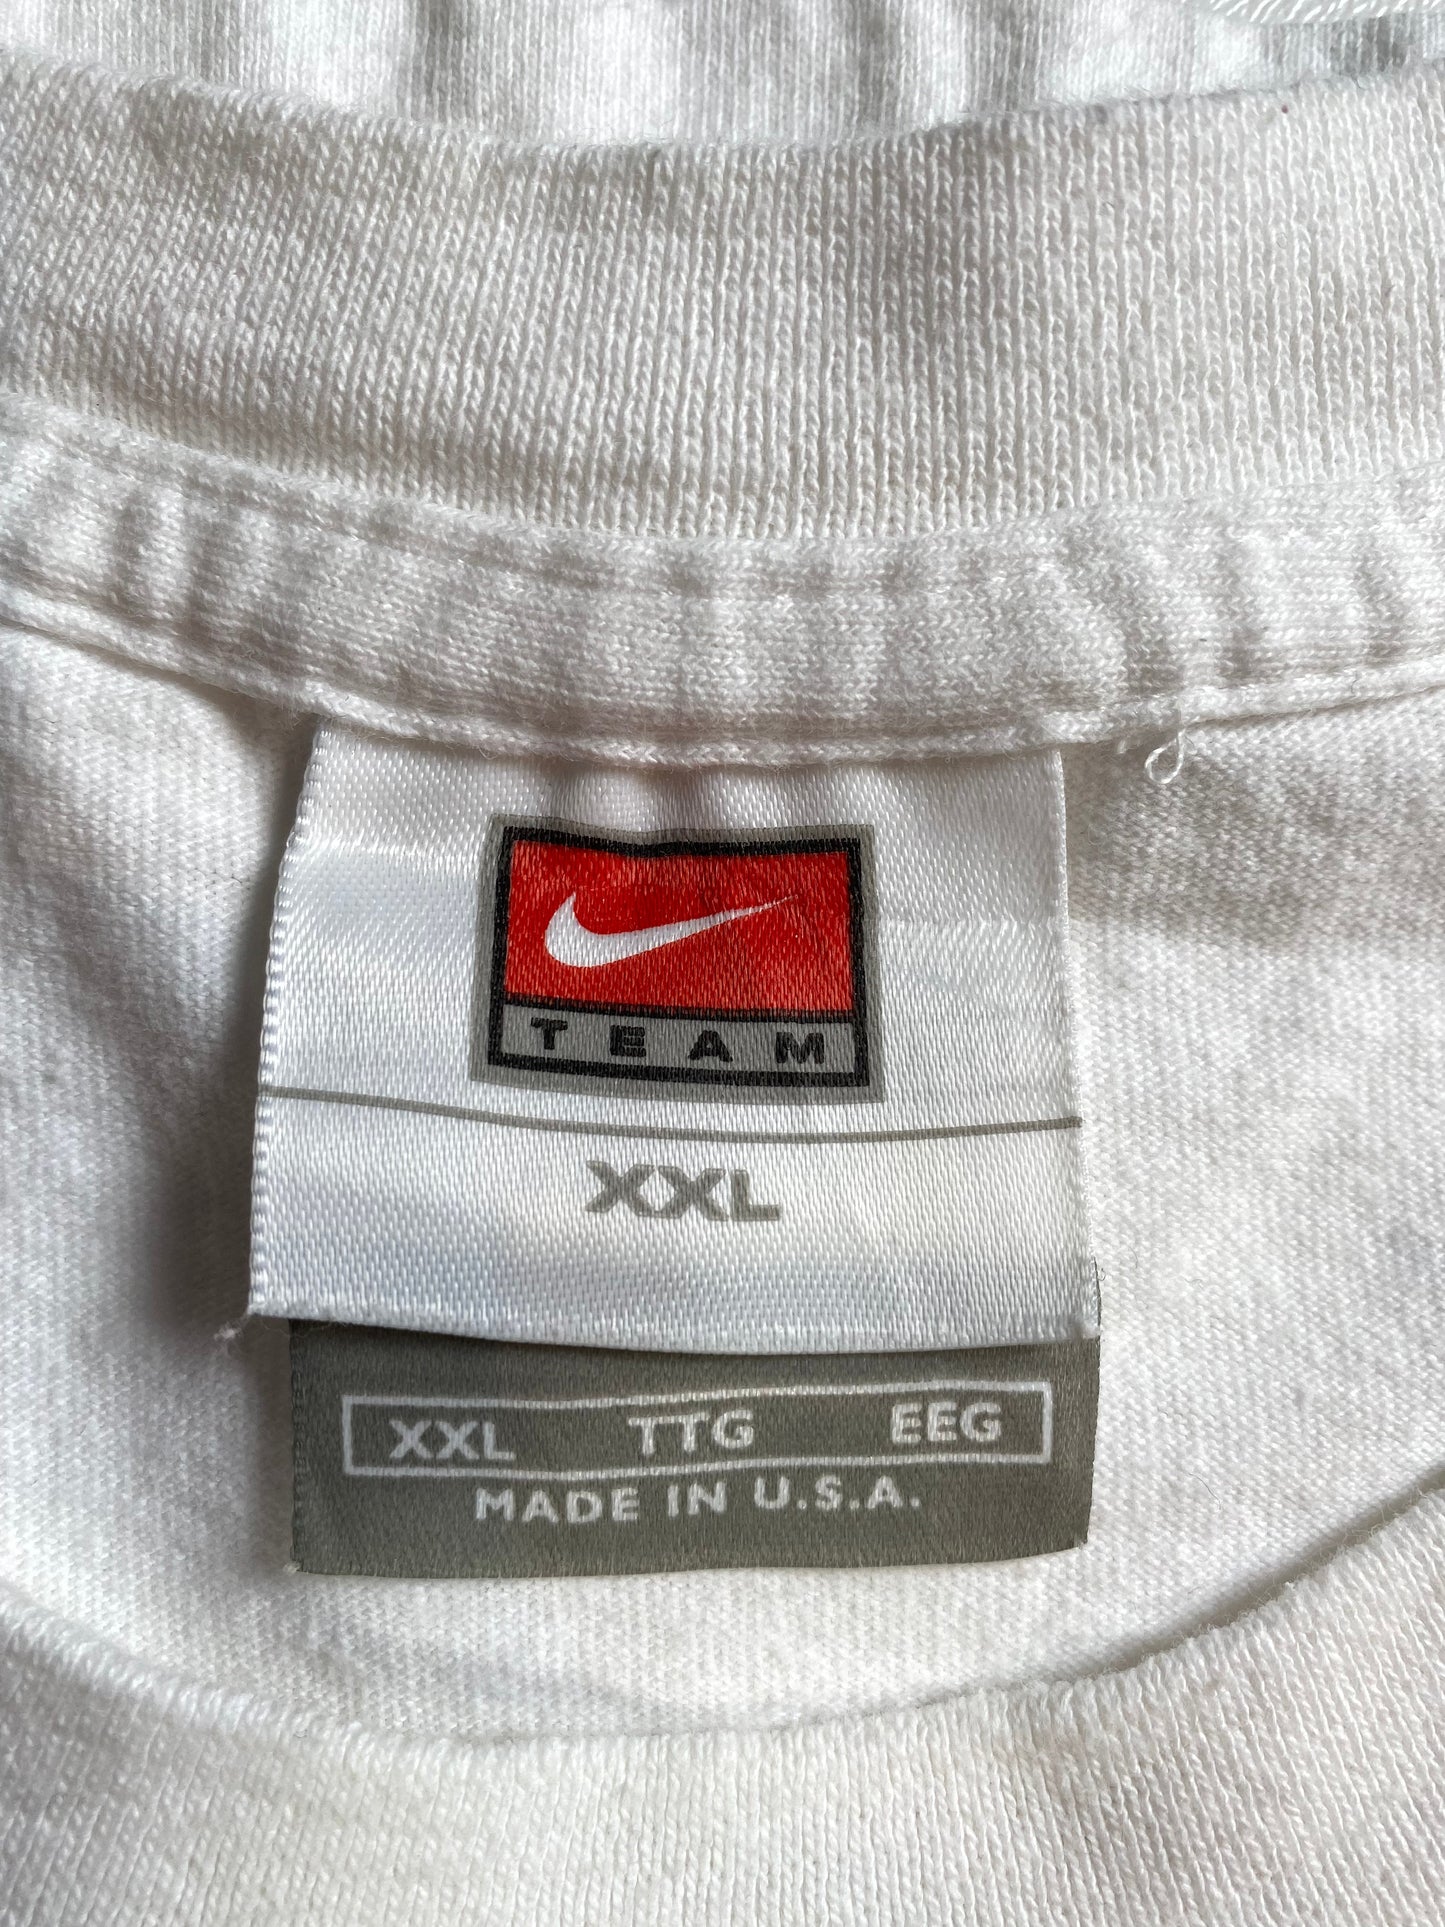 TEAM
XXL
XXL TTG EEG
MADE IN U.S.A.